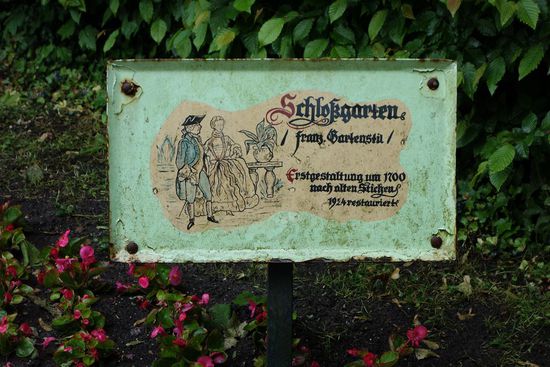 Schloßgarten
/ franz. Gartenstil /
Erstgestaltung um 1700
nach alten Stichen
1924 restauriert